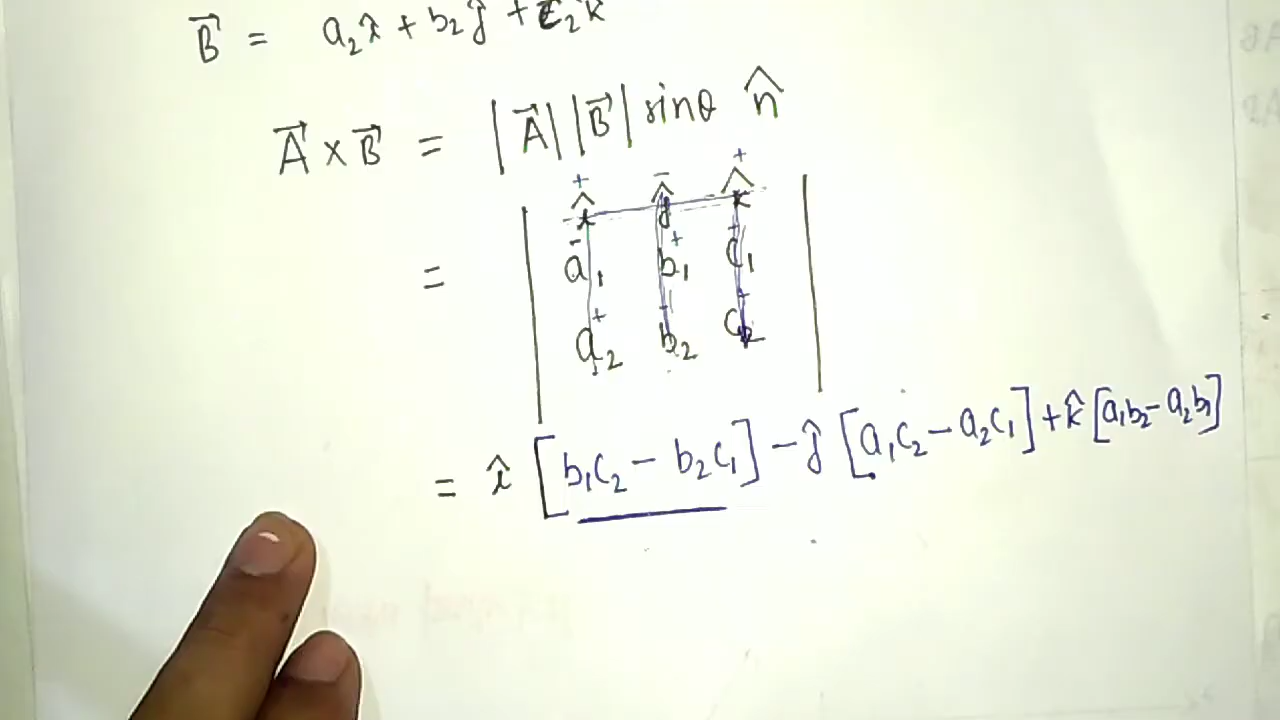 B⃗ = a₂î + b₂ĵ + c₂k̂
A⃗ × B⃗ = |A⃗| |B⃗| sinθ n̂
+ − +
= | î ĵ k̂ |
− + −
a₁ b₁ c₁
+ − +
a₂ b₂ c₂
= î [b₁c₂ − b₂c₁] − ĵ [a₁c₂ − a₂c₁] + k̂ [a₁b₂ − a₂b₁]